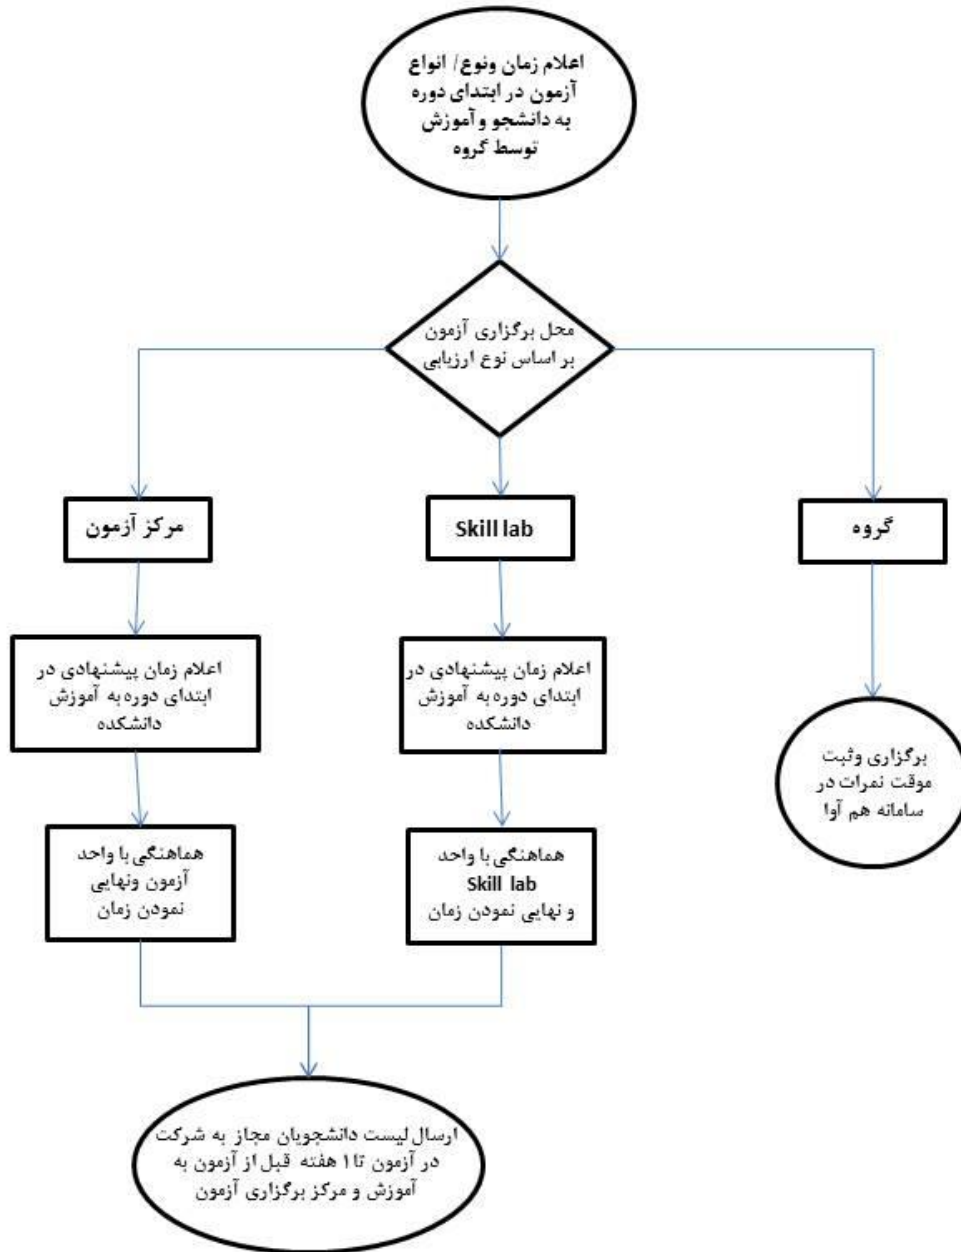 اعلام زمان ونوع/ انواع
آزمون در ابتدای دوره
به دانشجو و آموزش
توسط گروه
محل برگزاری آزمون
بر اساس نوع ارزیابی
گروه
Skill lab
مرکز آزمون
اعلام زمان پیشنهادی در
ابتدای دوره به آموزش
دانشکده
اعلام زمان پیشنهادی در
ابتدای دوره به آموزش
دانشکده
برگزاری وثبت
موقت نمرات در
سامانه هم آوا
هماهنگی با واحد
Skill lab
و نهایی نمودن زمان
هماهنگی با واحد
آزمون ونهایی
نمودن زمان
ارسال لیست دانشجویان مجاز به شرکت
در آزمون تا ۱ هفته قبل از آزمون به
آموزش و مرکز برگزاری آزمون